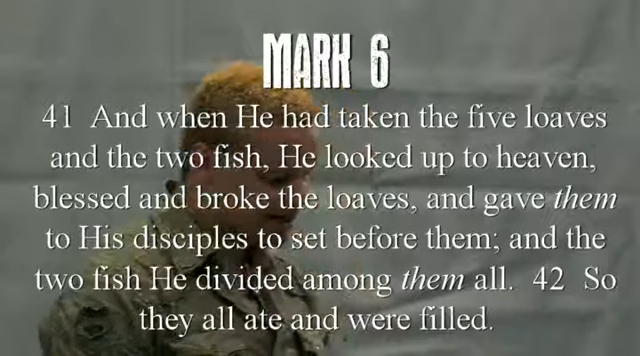 MARK 6
41 And when He had taken the five loaves
and the two fish, He looked up to heaven,
blessed and broke the loaves, and gave them
to His disciples to set before them; and the
two fish He divided among them all. 42 So
they all ate and were filled.